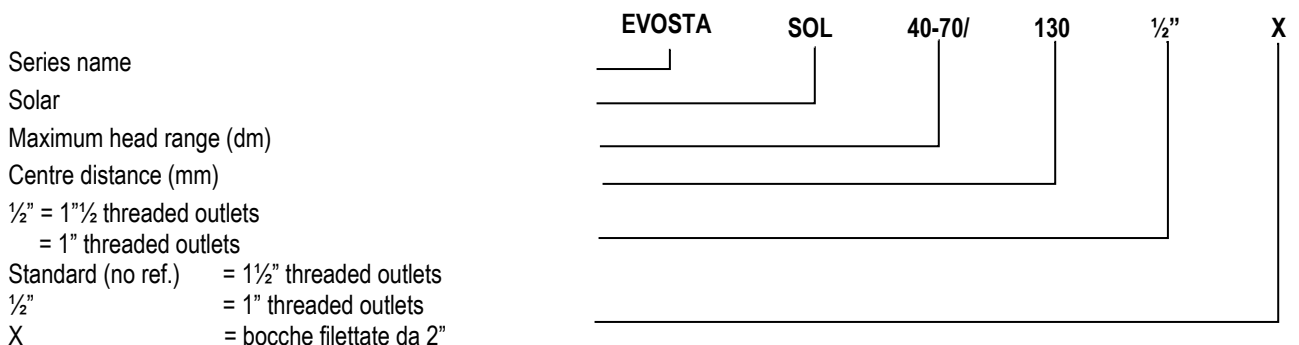 EVOSTA SOL 40-70/ 130 ½” X
Series name
Solar
Maximum head range (dm)
Centre distance (mm)
½” = 1”½ threaded outlets
= 1” threaded outlets
Standard (no ref.) = 1½” threaded outlets
½” = 1” threaded outlets
X = bocche filettate da 2”